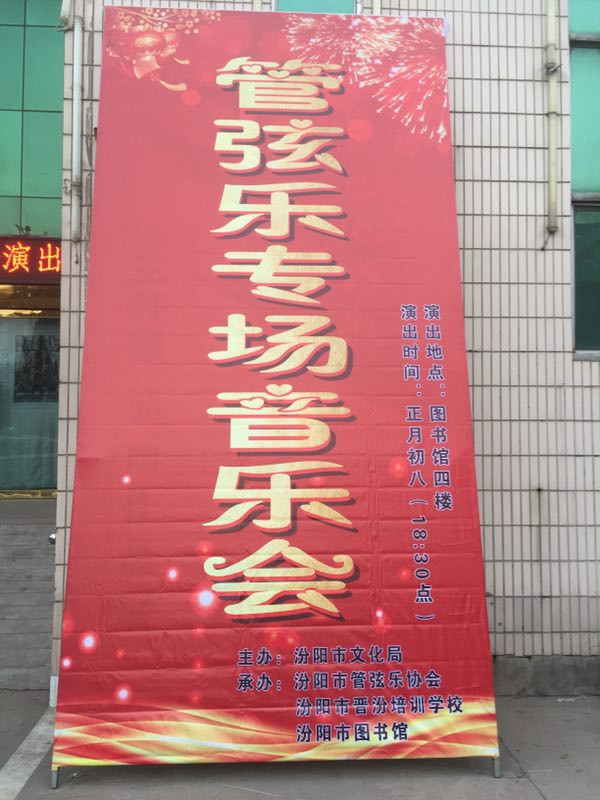 管弦乐专场音乐会
演出地点：图书馆四楼
演出时间：正月初八（18:30点）
主办：汾阳市文化局
承办：汾阳市管弦乐协会
汾阳市晋汾培训学校
汾阳市图书馆
演出